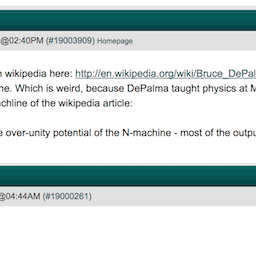 @02:40PM (#19003909) Homepage
wikipedia here: http://en.wikipedia.org/wiki/Bruce_DePal
ne. Which is weird, because DePalma taught physics at M
chline of the wikipedia article:
e over-unity potential of the N-machine - most of the outpu
@04:44AM (#19000261)